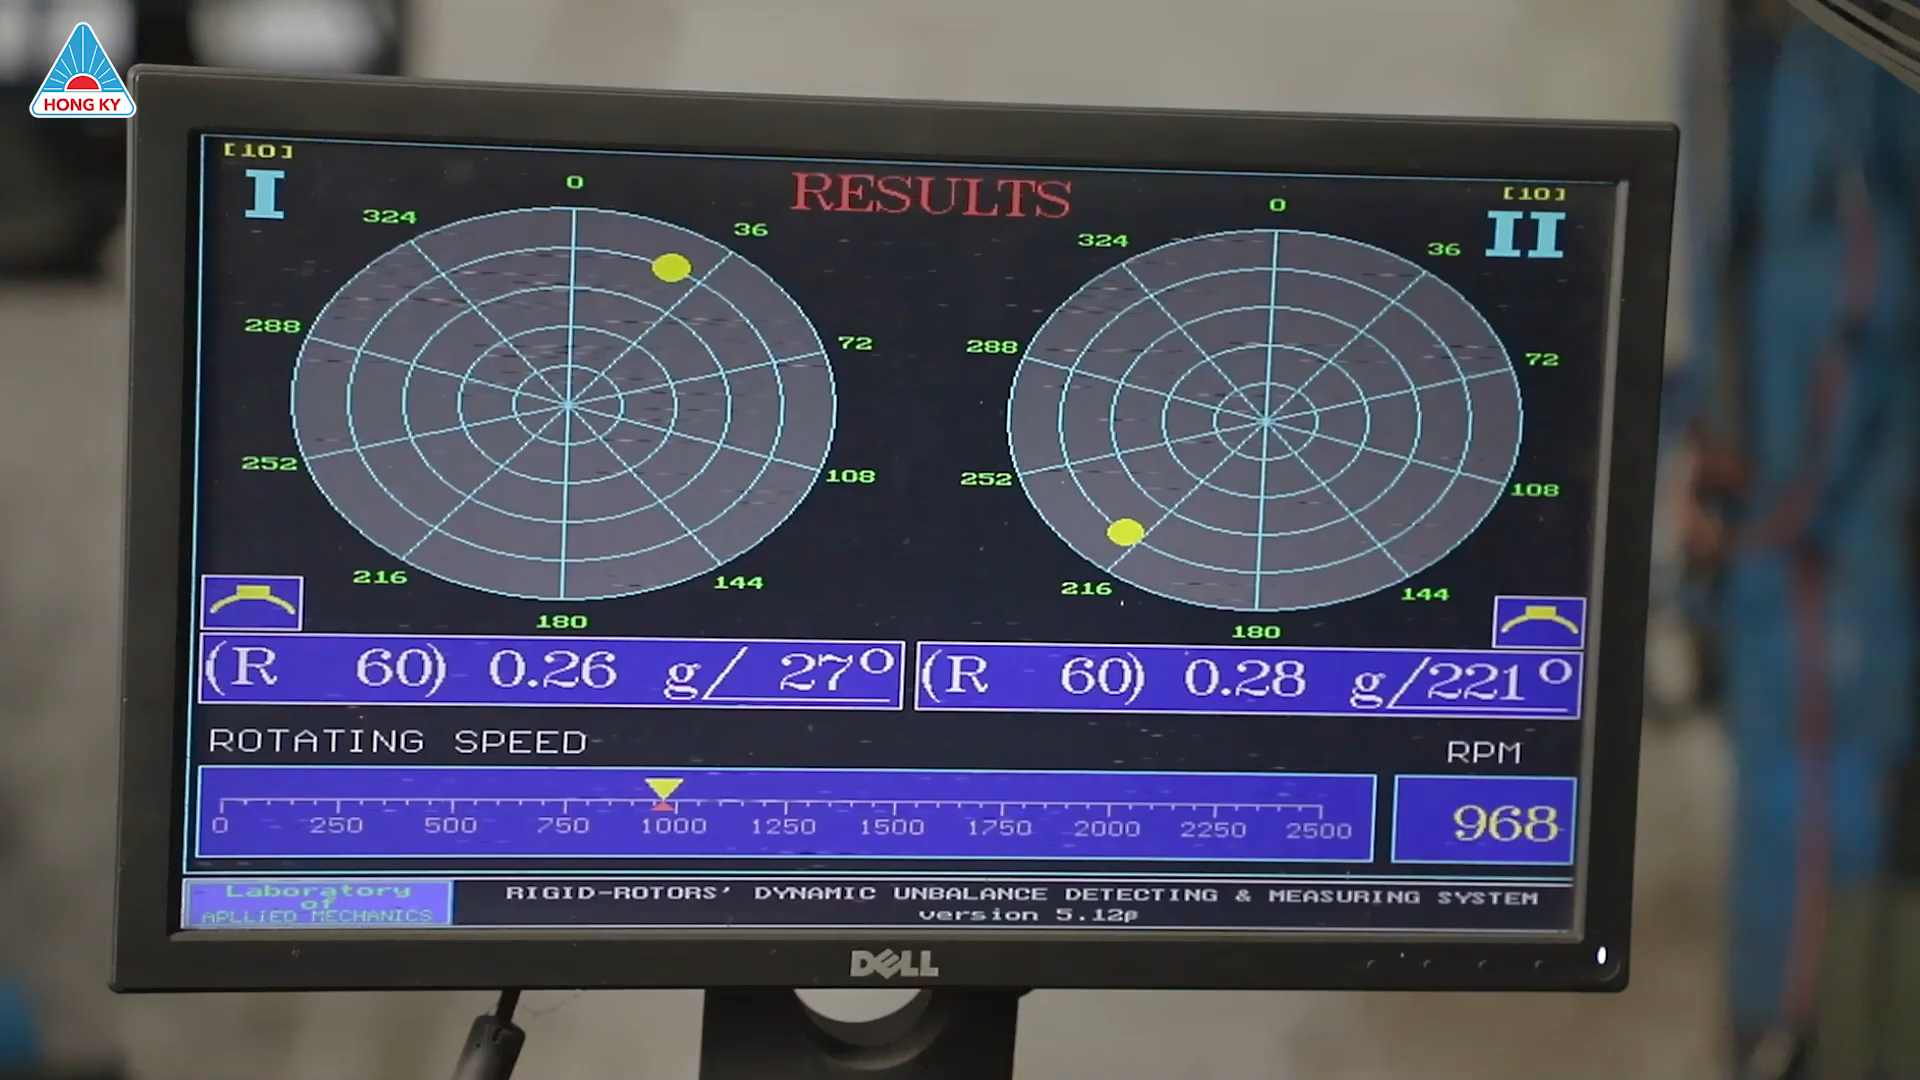 HONG KY
[10]
I
RESULTS
[10]
II
0
36
72
108
144
180
216
252
288
324
0
36
72
108
144
180
216
252
288
324
(R 60) 0.26 g/ 27°
(R 60) 0.28 g/221°
ROTATING SPEED
RPM
0 250 500 750 1000 1250 1500 1750 2000 2250 2500
968
Laboratory
of
APLLIED MECHANICS
RIGID-ROTORS' DYNAMIC UNBALANCE DETECTING & MEASURING SYSTEM
version 5.12β
DELL